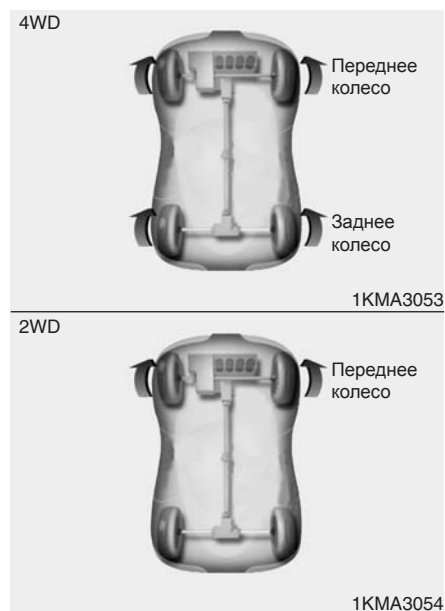 4WD
Переднее
колесо
Заднее
колесо
1KMA3053
2WD
Переднее
колесо
1KMA3054